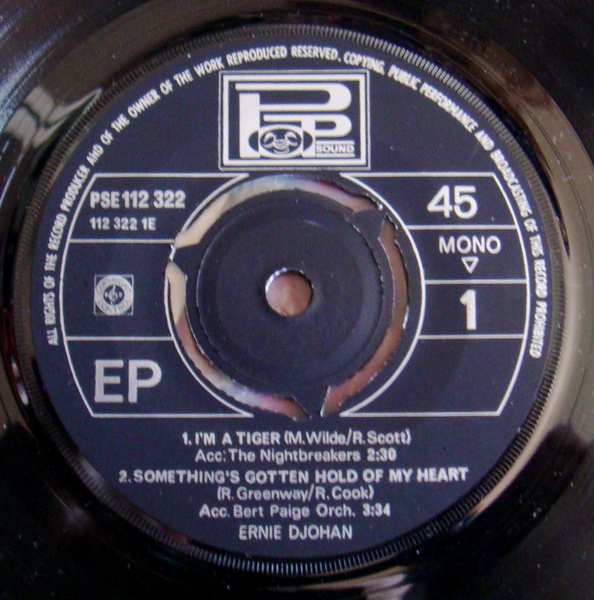 ALL RIGHTS OF THE RECORD PRODUCER AND OF THE OWNER OF THE WORK REPRODUCED RESERVED. COPYING, PUBLIC PERFORMANCE AND BROADCASTING OF THIS RECORD PROHIBITED
POP
SOUND
PSE 112 322
112 322 1E
45
MONO
1
EP
1. I'M A TIGER (M.Wilde/R.Scott)
Acc: The Nightbreakers 2:30
2. SOMETHING'S GOTTEN HOLD OF MY HEART
(R. Greenway/R. Cook)
Acc. Bert Paige Orch. 3:34
ERNIE DJOHAN